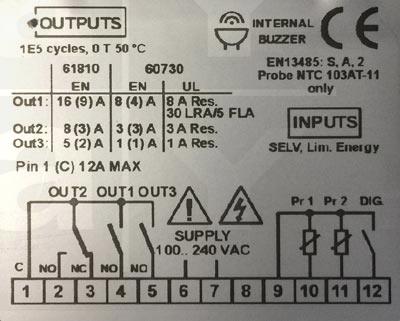 OUTPUTS
1E5 cycles, 0 T 50 °C
INTERNAL
BUZZER
CE
EN13485: S, A, 2
Probe NTC 103AT-11
only
61810 60730
EN EN UL
Out1: 16 (9) A 8 (4) A 8 A Res.
30 LRA/5 FLA
Out2: 8 (3) A 3 (3) A 3 A Res.
Out3: 5 (2) A 1 (1) A 1 A Res.
INPUTS
SELV, Lim. Energy
Pin 1 (C) 12A MAX
OUT2 OUT1 OUT3
Pr 1 Pr 2 DIG.
SUPPLY
100.. 240 VAC
C NO NC NO NO
1 2 3 4 5 6 7 8 9 10 11 12